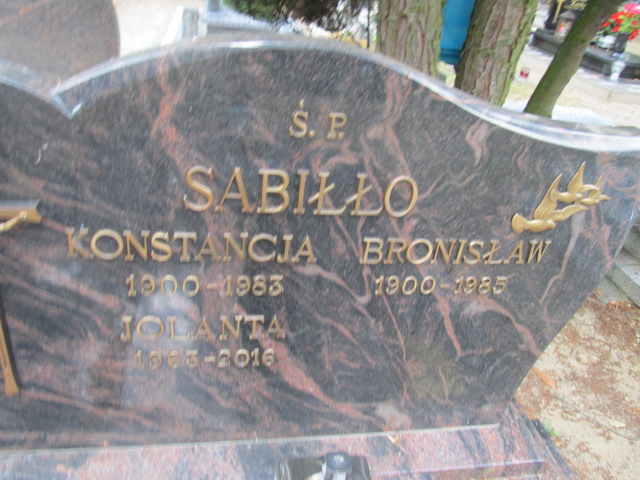 Ś. P.
SABIŁŁO
KONSTANCJA BRONISŁAW
1900-1983 1900-1985
JOLANTA
1963-2016